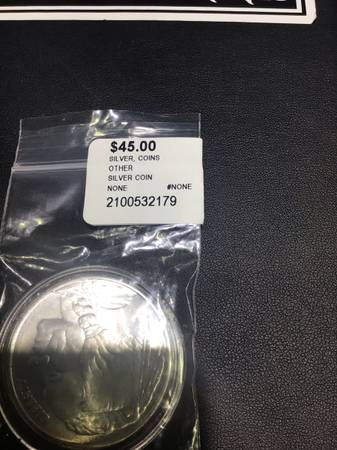 $45.00
SILVER, COINS
OTHER
SILVER COIN
NONE #NONE
2100532179